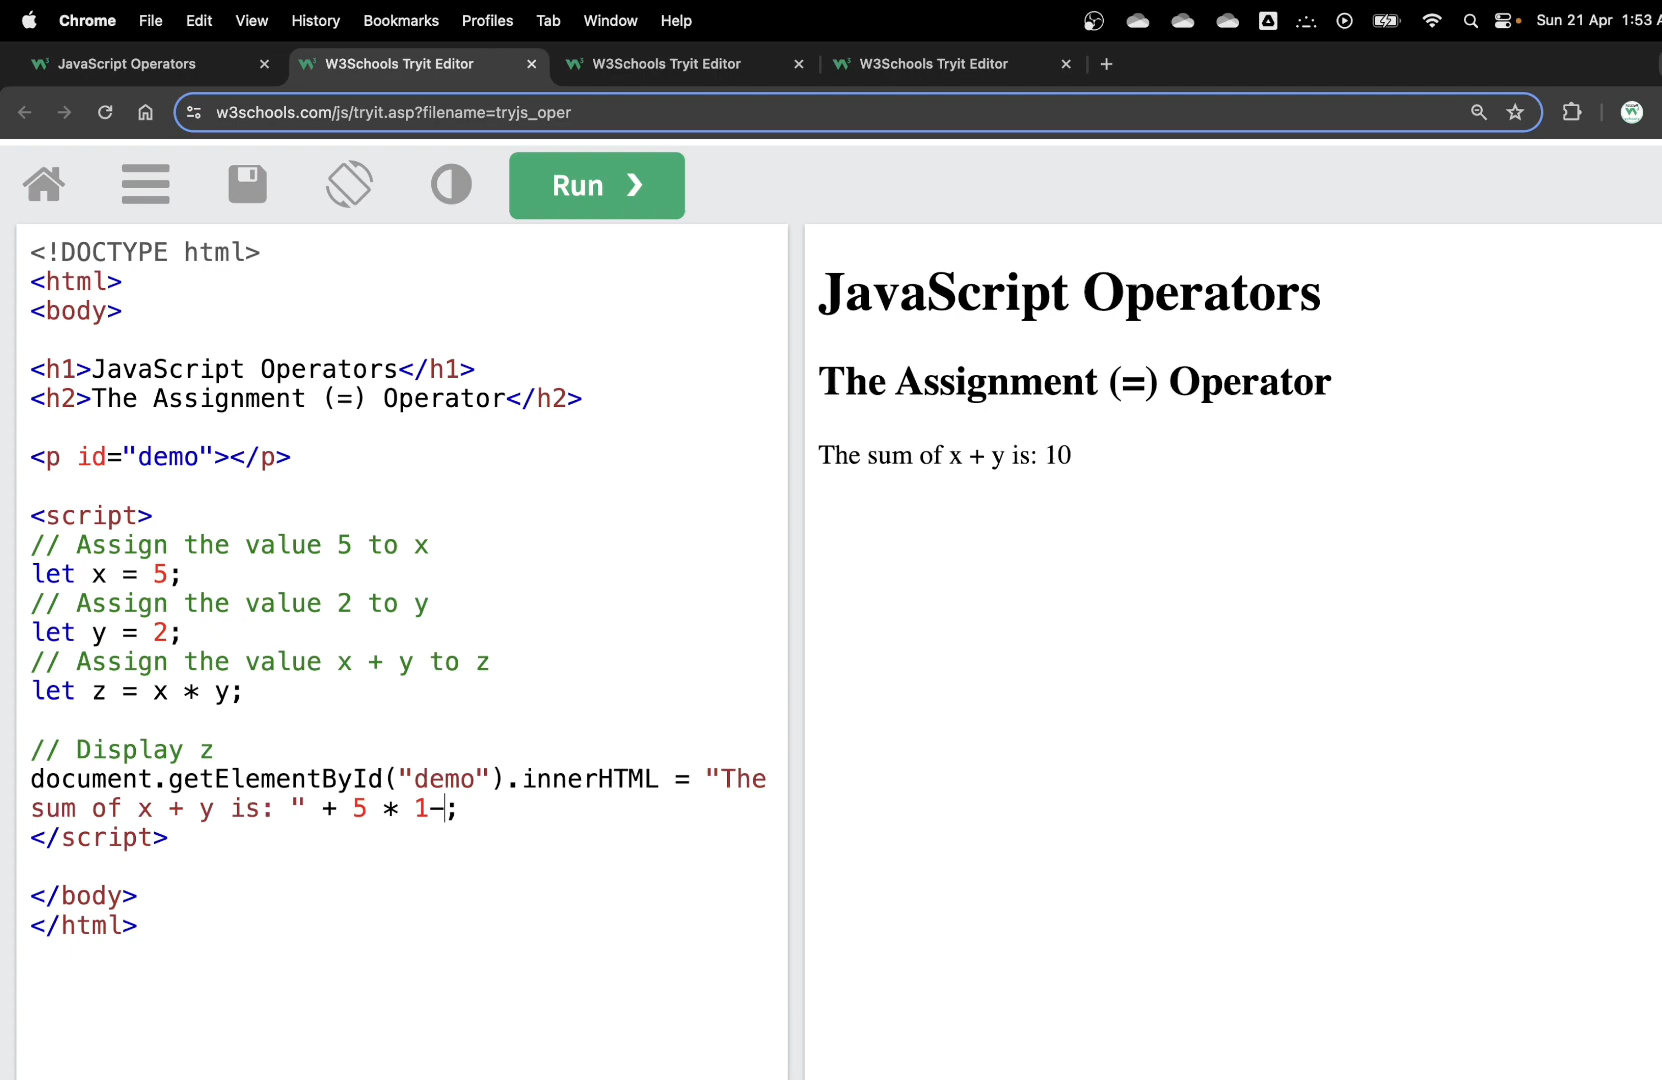 Chrome File Edit View History Bookmarks Profiles Tab Window Help Sun 21 Apr 1:53
JavaScript Operators W3Schools Tryit Editor W3Schools Tryit Editor W3Schools Tryit Editor
w3schools.com/js/tryit.asp?filename=tryjs_oper
Run ❯
<!DOCTYPE html>
<html>
<body>
<h1>JavaScript Operators</h1>
<h2>The Assignment (=) Operator</h2>
<p id="demo"></p>
<script>
// Assign the value 5 to x
let x = 5;
// Assign the value 2 to y
let y = 2;
// Assign the value x + y to z
let z = x * y;
// Display z
document.getElementById("demo").innerHTML = "The
sum of x + y is: " + 5 * 1-;
</script>
</body>
</html>
JavaScript Operators
The Assignment (=) Operator
The sum of x + y is: 10